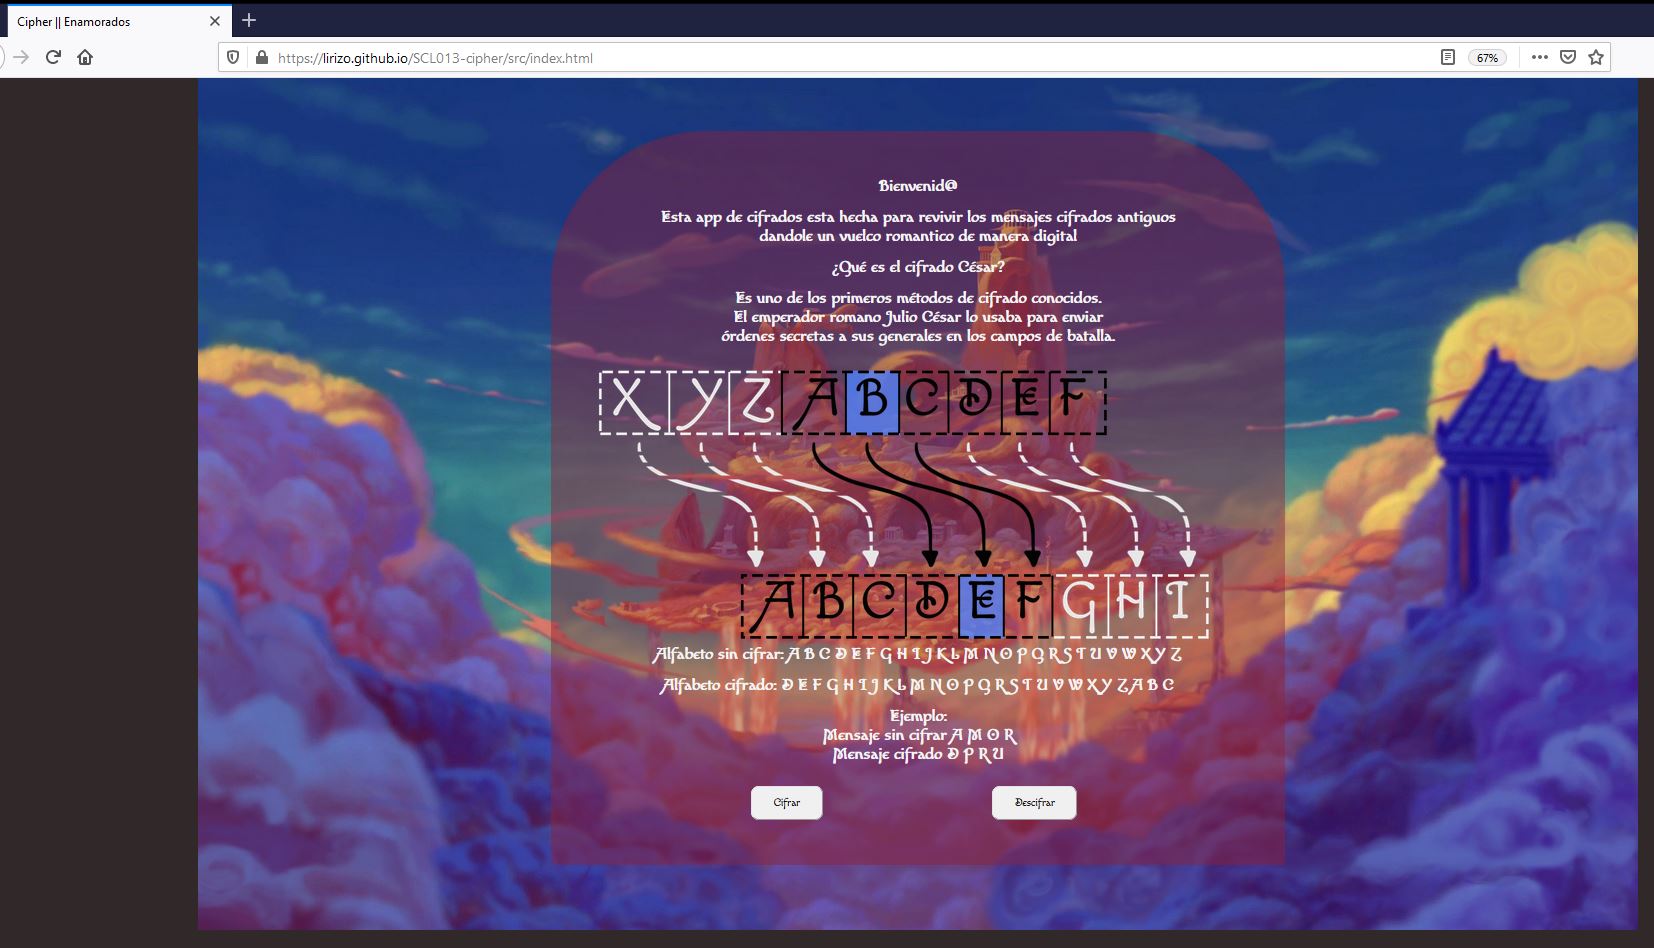 Cipher || Enamorados
https://lirizo.github.io/SCL013-cipher/src/index.html
67%
Bienvenid@
Esta app de cifrados esta hecha para revivir los mensajes cifrados antiguos
dandole un vuelco romantico de manera digital
¿Qué es el cifrado César?
Es uno de los primeros métodos de cifrado conocidos.
El emperador romano Julio César lo usaba para enviar
órdenes secretas a sus generales en los campos de batalla.
X Y Z A B C D E F
A B C D E F G H I
Alfabeto sin cifrar: A B C D E F G H I J K L M N O P Q R S T U V W X Y Z
Alfabeto cifrado: D E F G H I J K L M N O P Q R S T U V W X Y Z A B C
Ejemplo:
Mensaje sin cifrar A M O R
Mensaje cifrado D P R U
Cifrar Descifrar